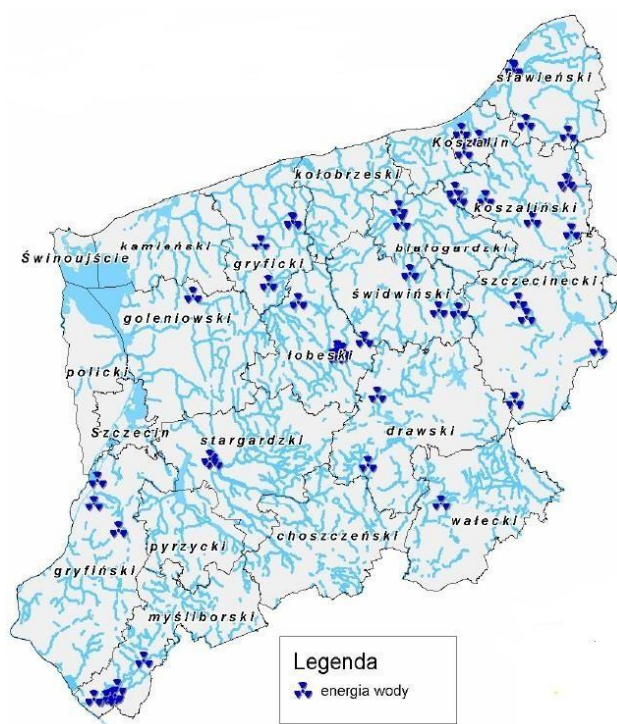 sławieński
Koszalin
kołobrzeski
koszaliński
kamieński
białogardzki
Świnoujście
gryficki
szczecinecki
świdwiński
goleniowski
łobeski
policki
Szczecin
stargardzki
drawski
wałecki
choszczeński
pyrzycki
gryfiński
myśliborski
Legenda
energia wody